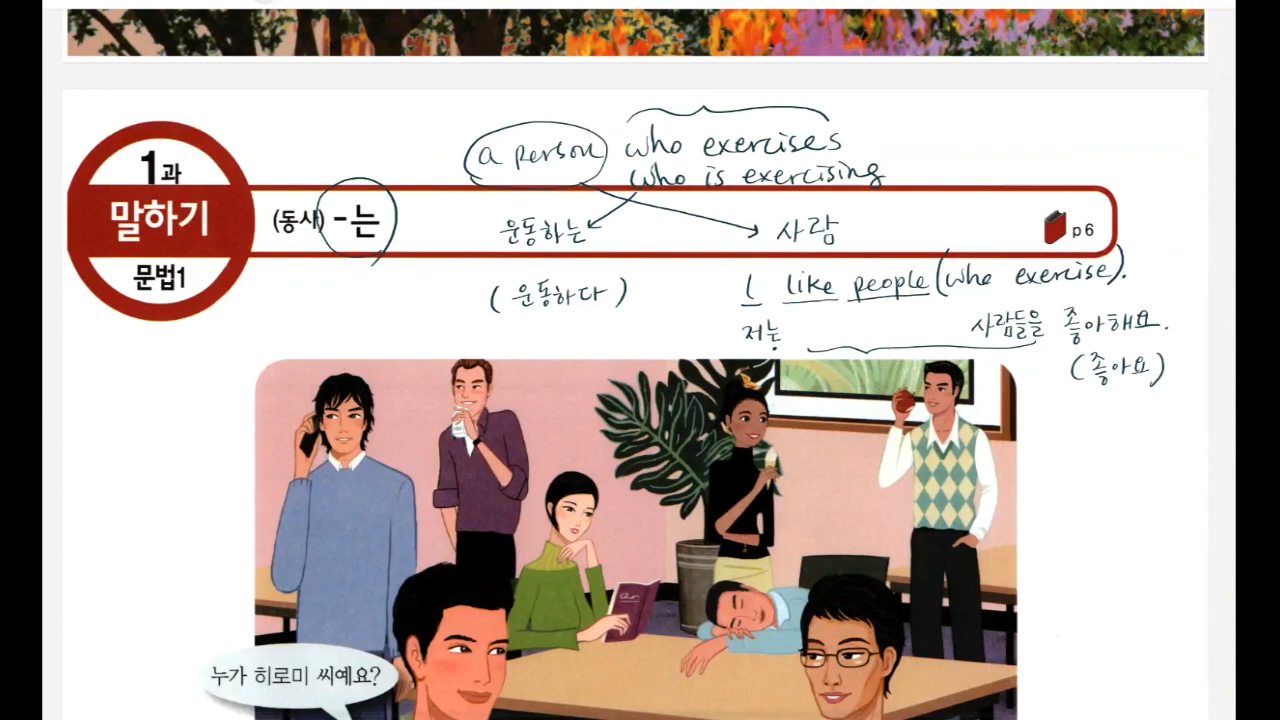 a person who exercises
who is exercising
1과
말하기
문법1
(동사) -는
운동하는 사람
p6
(운동하다)
I like people (who exercise).
저는 사람들을 좋아해요.
(좋아요)
누가 히로미 씨예요?